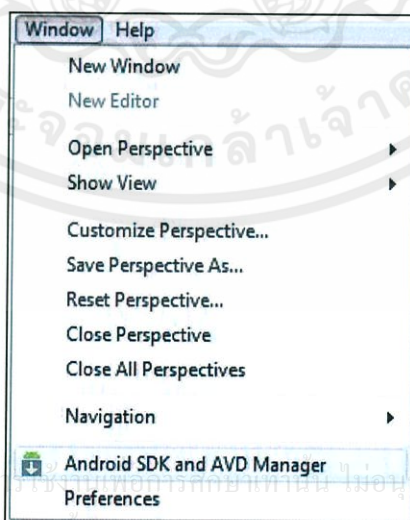 Window Help
New Window
New Editor
Open Perspective
Show View
Customize Perspective...
Save Perspective As...
Reset Perspective...
Close Perspective
Close All Perspectives
Navigation
Android SDK and AVD Manager
Preferences